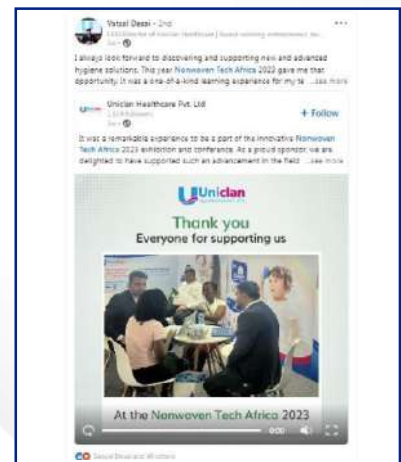 Vatsal Desai • 2nd
I always look forward to discovering and supporting new and advanced
hygiene solutions. This year Nonwoven Tech Africa 2023 gave me that
opportunity. It was a one-of-a-kind learning experience for my te ...see more
Uniclan Healthcare Pvt. Ltd
followers
+ Follow
It was a remarkable experience to be a part of the innovative Nonwoven
Tech Africa 2023 exhibition and conference. As a proud sponsor, we are
delighted to have supported such an advancement in the field ...see more
Uniclan
Thank you
Everyone for supporting us
At the Nonwoven Tech Africa 2023
0:00